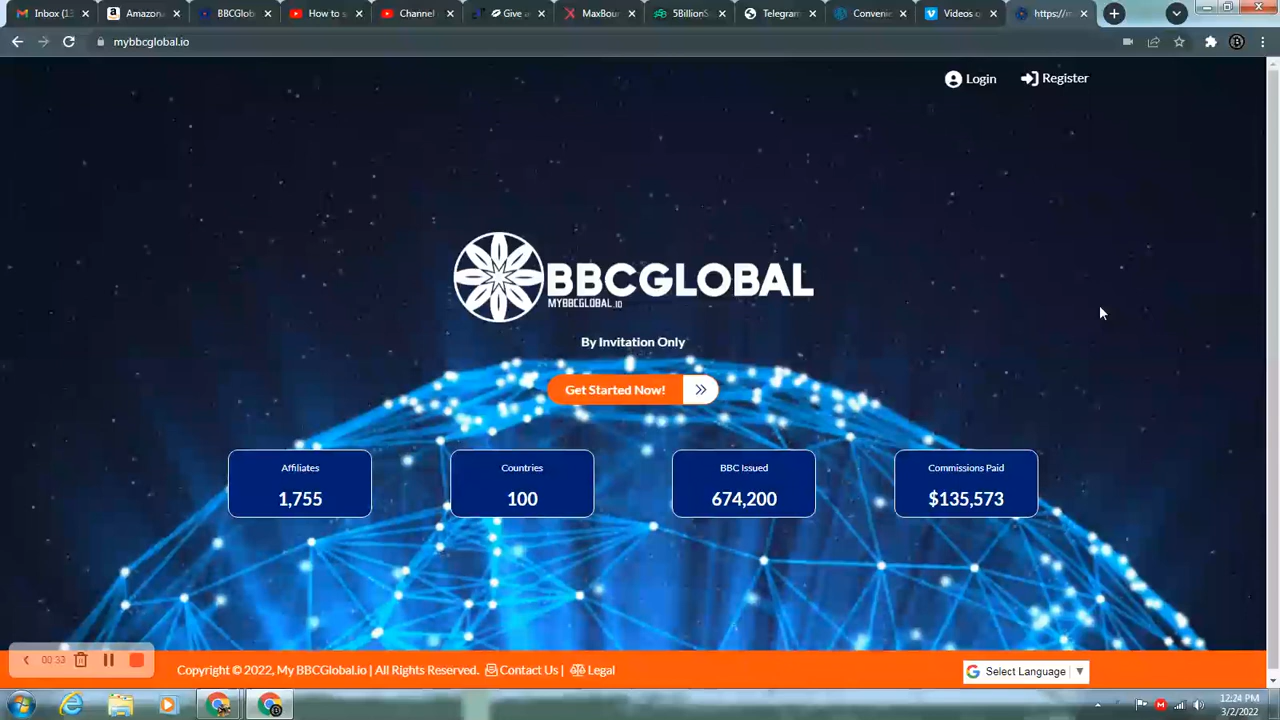 Inbox (1
Amazon
BBCGlob
How to s
Channel
Give w
MaxBour
5BillionS
Telegram
Convenie
Videos o
https://m
mybbcglobal.io
Login
Register
BBCGLOBAL
MYBBCGLOBAL.IO
By Invitation Only
Get Started Now!
Affiliates
Countries
BBC Issued
Commissions Paid
1,755
100
674,200
$135,573
00:33
Copyright © 2022, My BBCGlobal.io | All Rights Reserved. Contact Us | Legal
Select Language
12:24 PM
3/2/2022